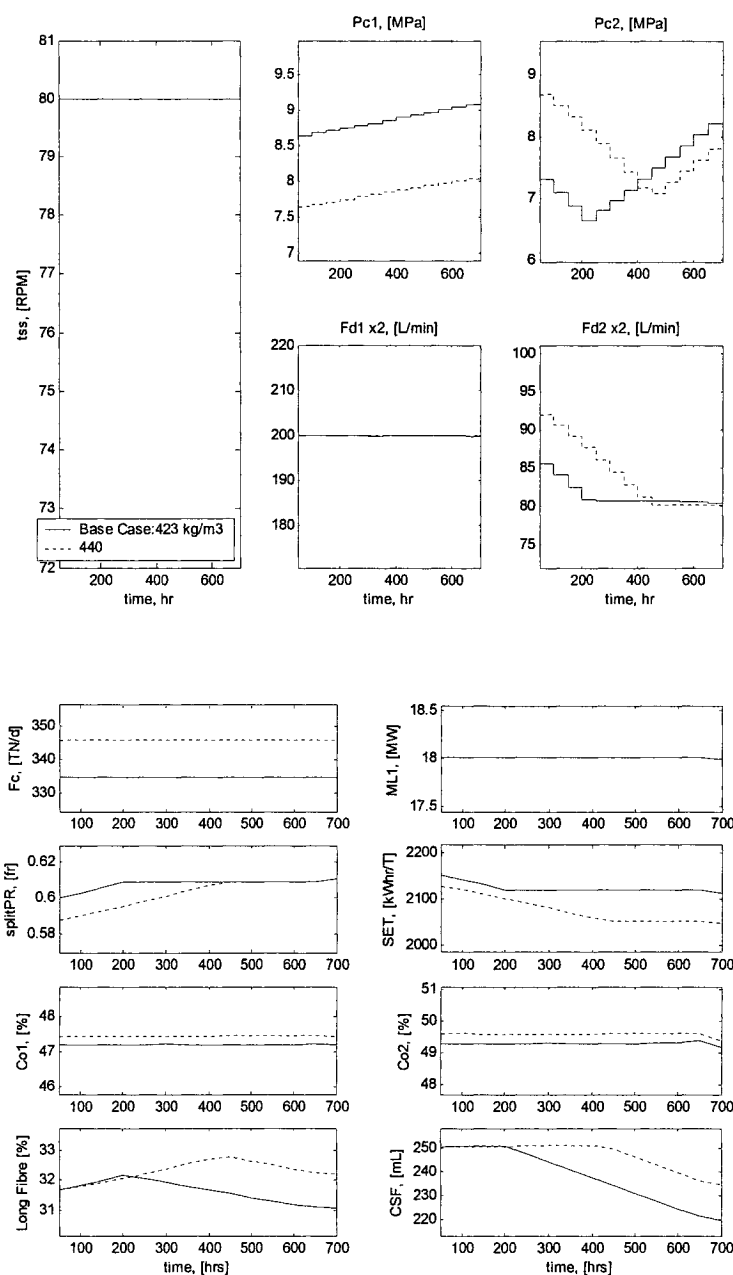 Pc1, [MPa]
Pc2, [MPa]
81
80
79
78
77
76
75
74
73
72
tss, [RPM]
9.5
9
8.5
8
7.5
7
200 400 600
9
8
7
6
200 400 600
Fd1 x2, [L/min]
Fd2 x2, [L/min]
220
210
200
190
180
100
95
90
85
80
75
Base Case:423 kg/m3
440
200 400 600
time, hr
200 400 600
time, hr
200 400 600
time, hr
Fc, [TN/d]
350
340
330
100 200 300 400 500 600 700
ML1, [MW]
18.5
18
17.5
100 200 300 400 500 600 700
splitPR, [fr]
0.62
0.6
0.58
100 200 300 400 500 600 700
SET, [kWhr/T]
2200
2100
2000
100 200 300 400 500 600 700
Co1, [%]
48
47
46
100 200 300 400 500 600 700
Co2, [%]
51
50
49
48
100 200 300 400 500 600 700
Long Fibre [%]
33
32
31
100 200 300 400 500 600 700
time, [hrs]
CSF, [mL]
250
240
230
220
100 200 300 400 500 600 700
time, [hrs]